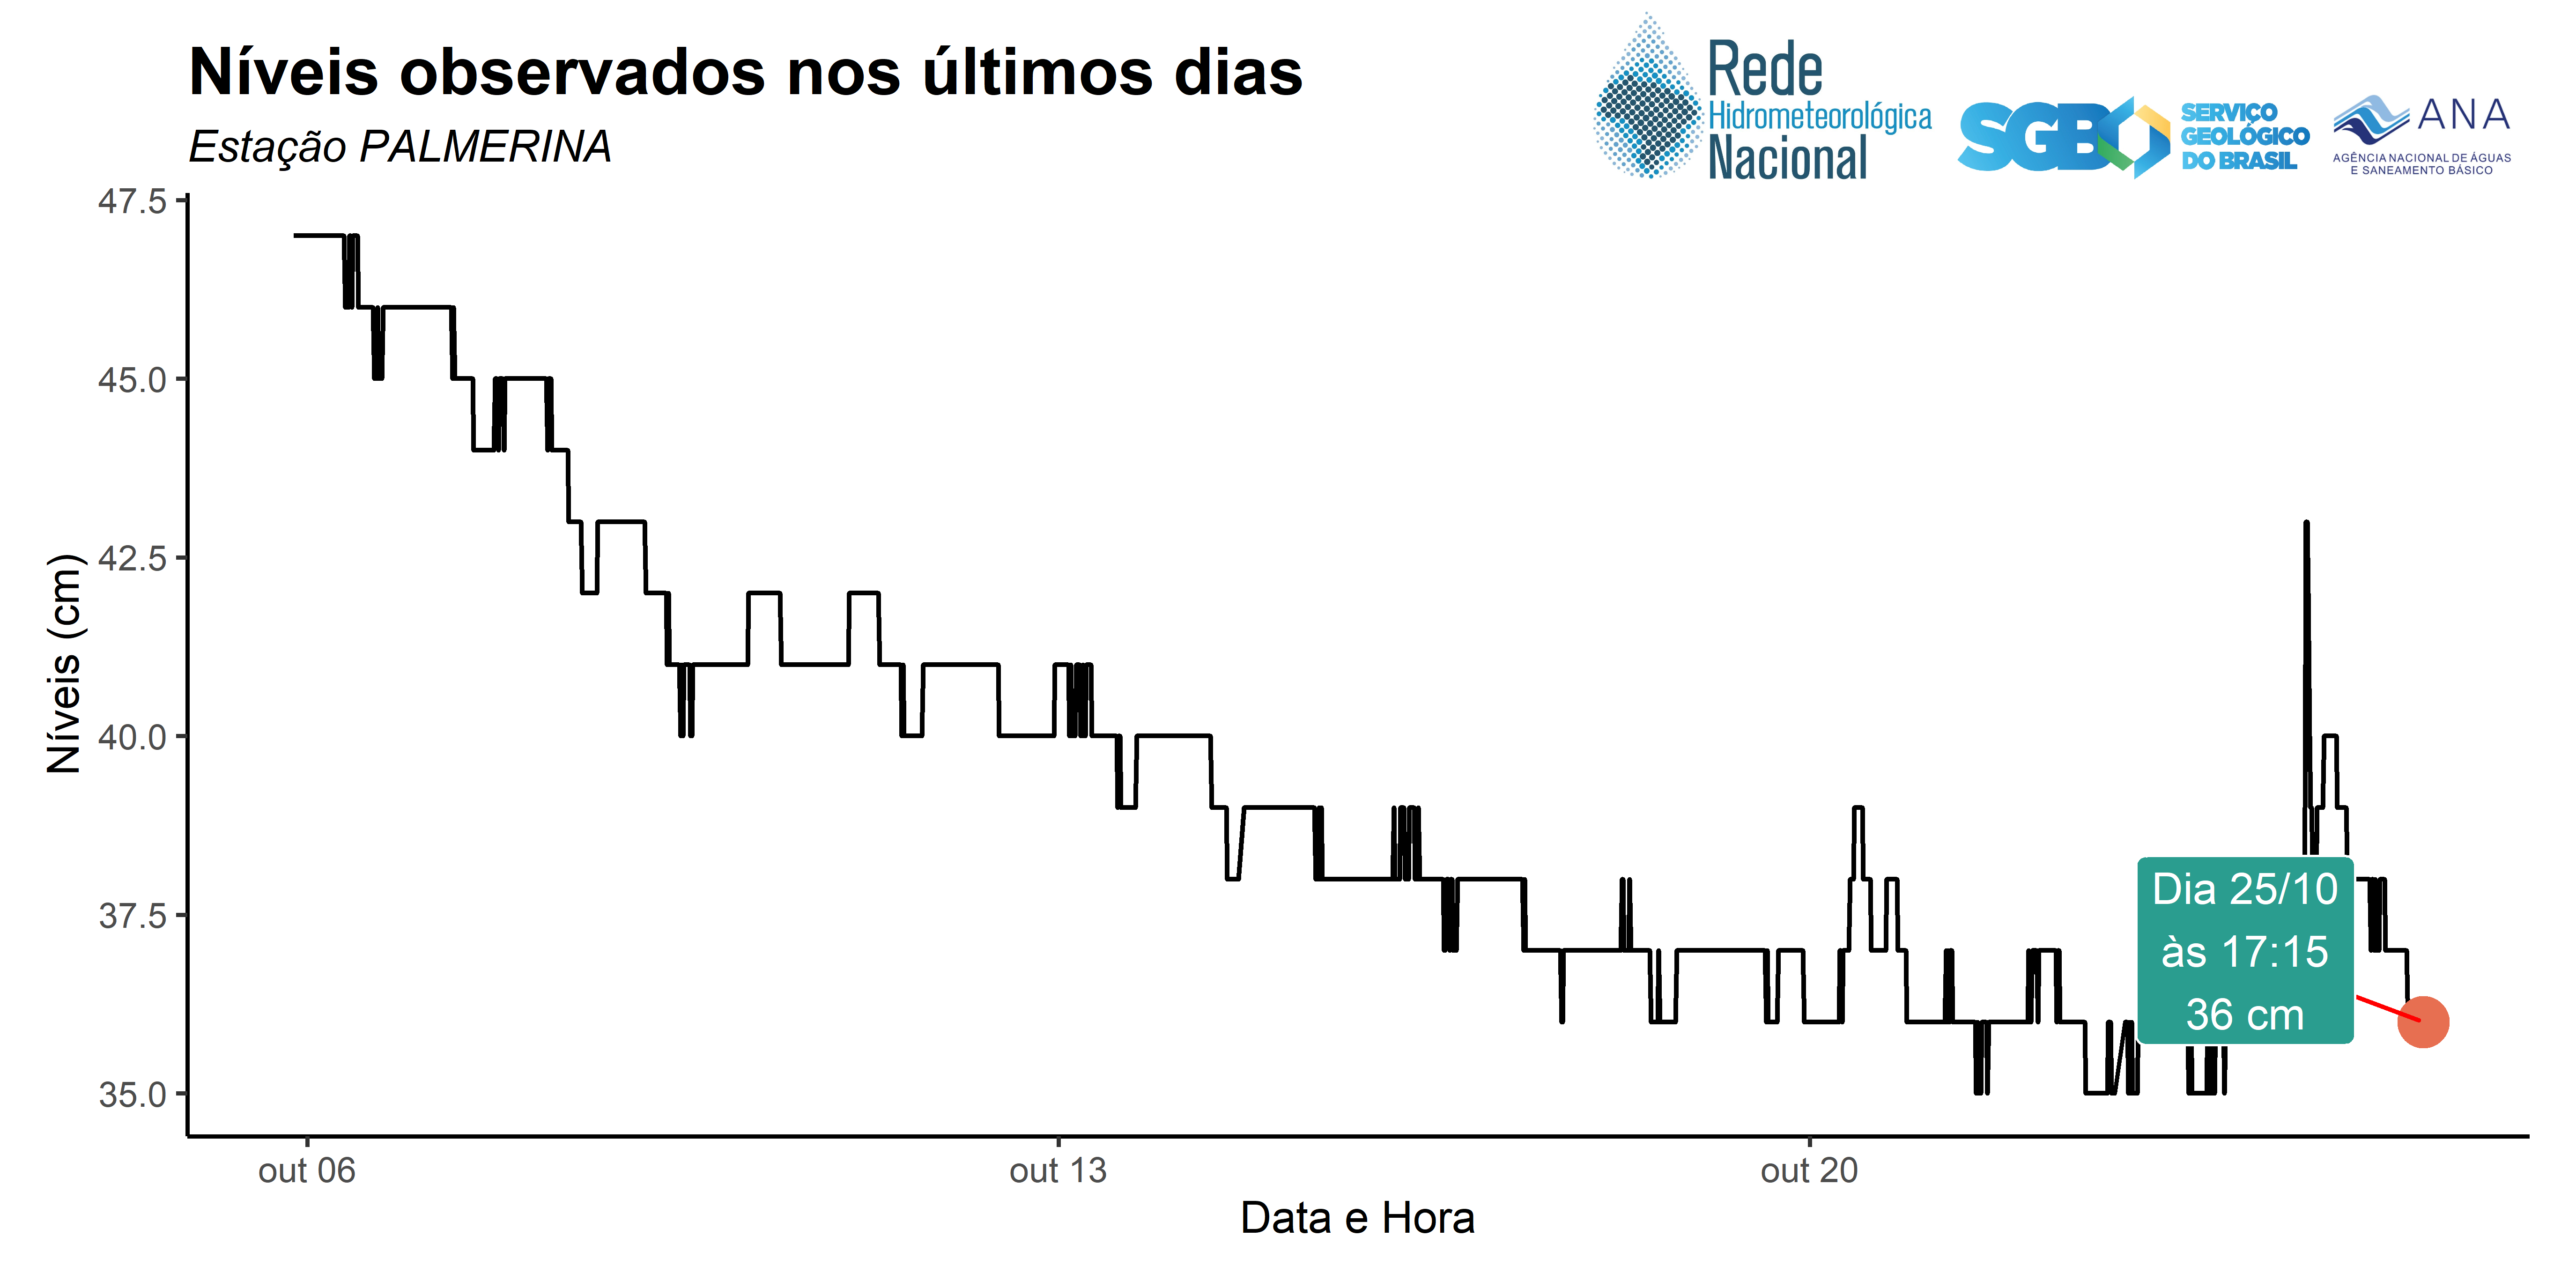 Níveis observados nos últimos dias
Estação PALMERINA
Rede
Hidrometeorológica
Nacional
SGB
SERVIÇO
GEOLÓGICO
DO BRASIL
ANA
AGÊNCIA NACIONAL DE ÁGUAS
E SANEAMENTO BÁSICO
Níveis (cm)
47.5
45.0
42.5
40.0
37.5
35.0
Dia 25/10
às 17:15
36 cm
out 06
out 13
out 20
Data e Hora